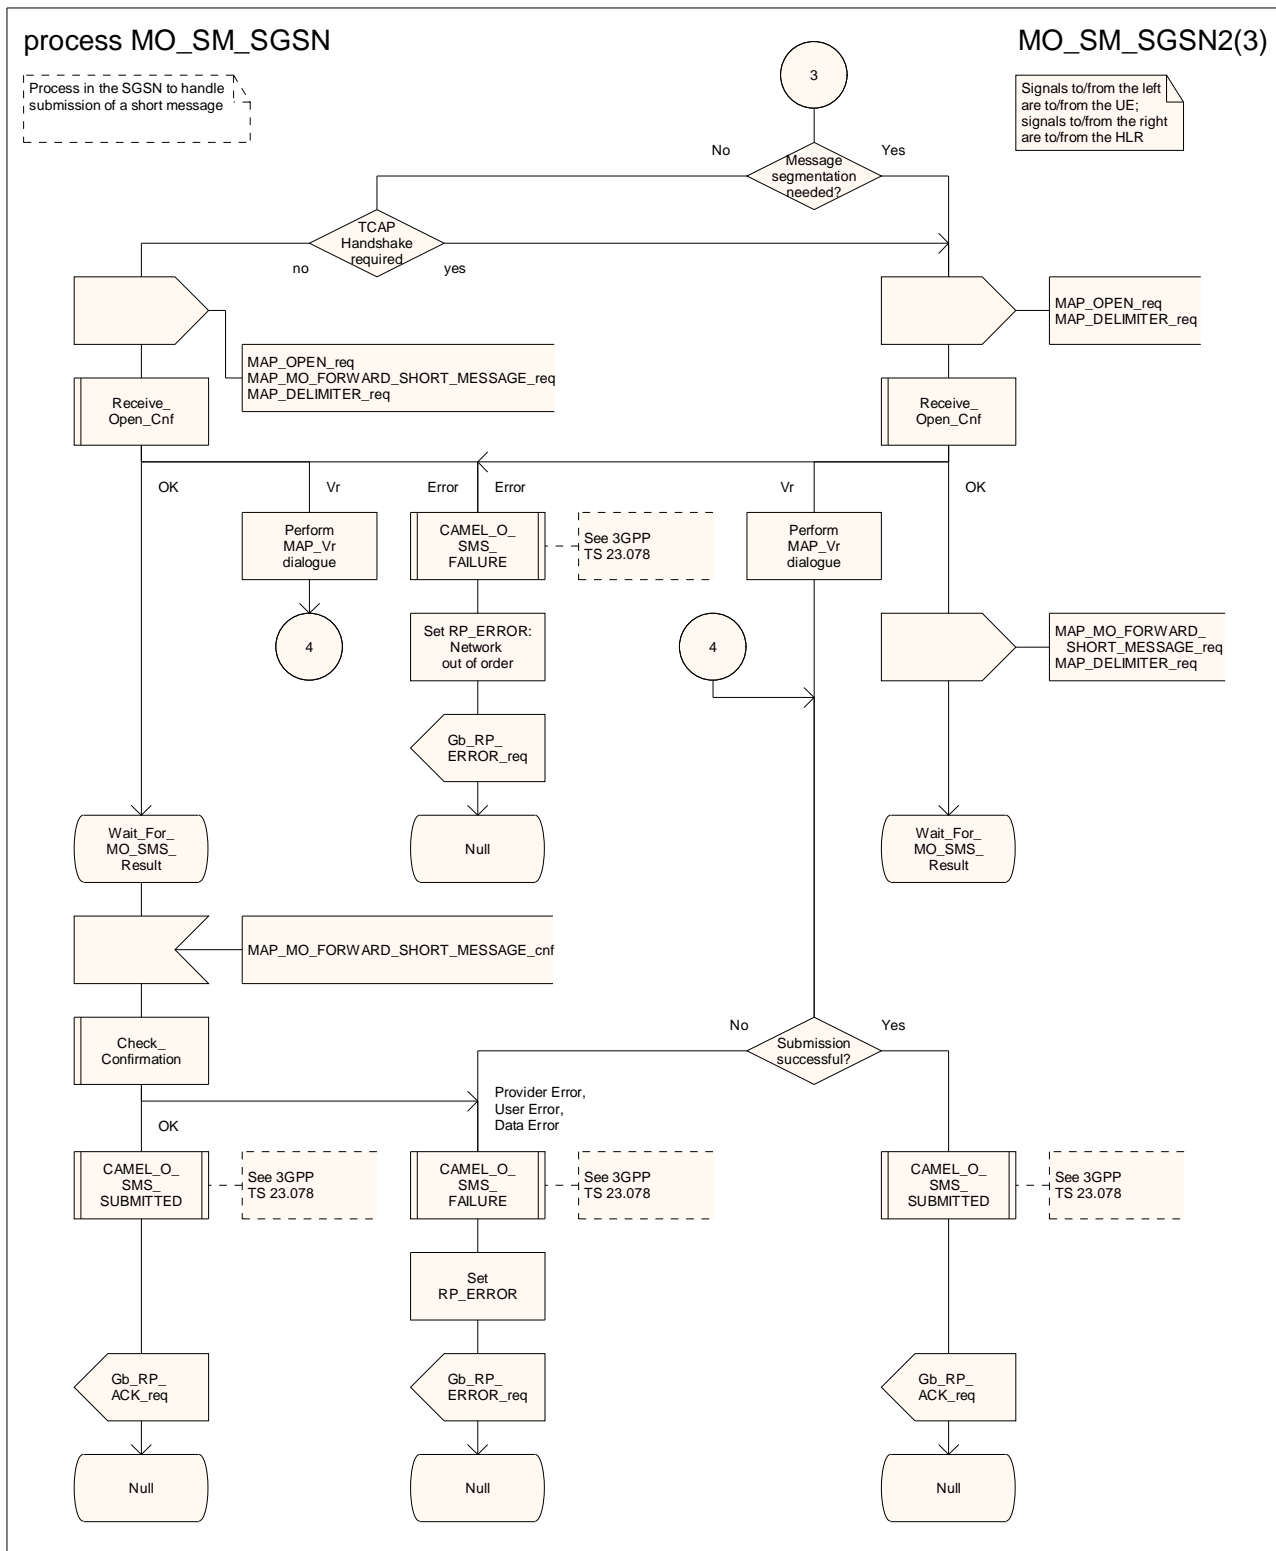 process MO_SM_SGSN
MO_SM_SGSN2(3)
Process in the SGSN to handle
submission of a short message
3
Signals to/from the left
are to/from the UE;
signals to/from the right
are to/from the HLR
No
Message
segmentation
needed?
Yes
TCAP
Handshake
required
no
yes
MAP_OPEN_req
MAP_DELIMITER_req
MAP_OPEN_req
MAP_MO_FORWARD_SHORT_MESSAGE_req
MAP_DELIMITER_req
Receive_
Open_Cnf
Receive_
Open_Cnf
OK
Vr
Error
Error
Vr
OK
Perform
MAP_Vr
dialogue
CAMEL_O_
SMS_
FAILURE
See 3GPP
TS 23.078
Perform
MAP_Vr
dialogue
4
Set RP_ERROR:
Network
out of order
4
MAP_MO_FORWARD_
SHORT_MESSAGE_req
MAP_DELIMITER_req
Gb_RP_
ERROR_req
Wait_For_
MO_SMS_
Result
Null
Wait_For_
MO_SMS_
Result
MAP_MO_FORWARD_SHORT_MESSAGE_cnf
Check_
Confirmation
No
Submission
successful?
Yes
Provider Error,
User Error,
Data Error
OK
CAMEL_O_
SMS_
SUBMITTED
See 3GPP
TS 23.078
CAMEL_O_
SMS_
FAILURE
See 3GPP
TS 23.078
CAMEL_O_
SMS_
SUBMITTED
See 3GPP
TS 23.078
Set
RP_ERROR
Gb_RP_
ACK_req
Gb_RP_
ERROR_req
Gb_RP_
ACK_req
Null
Null
Null